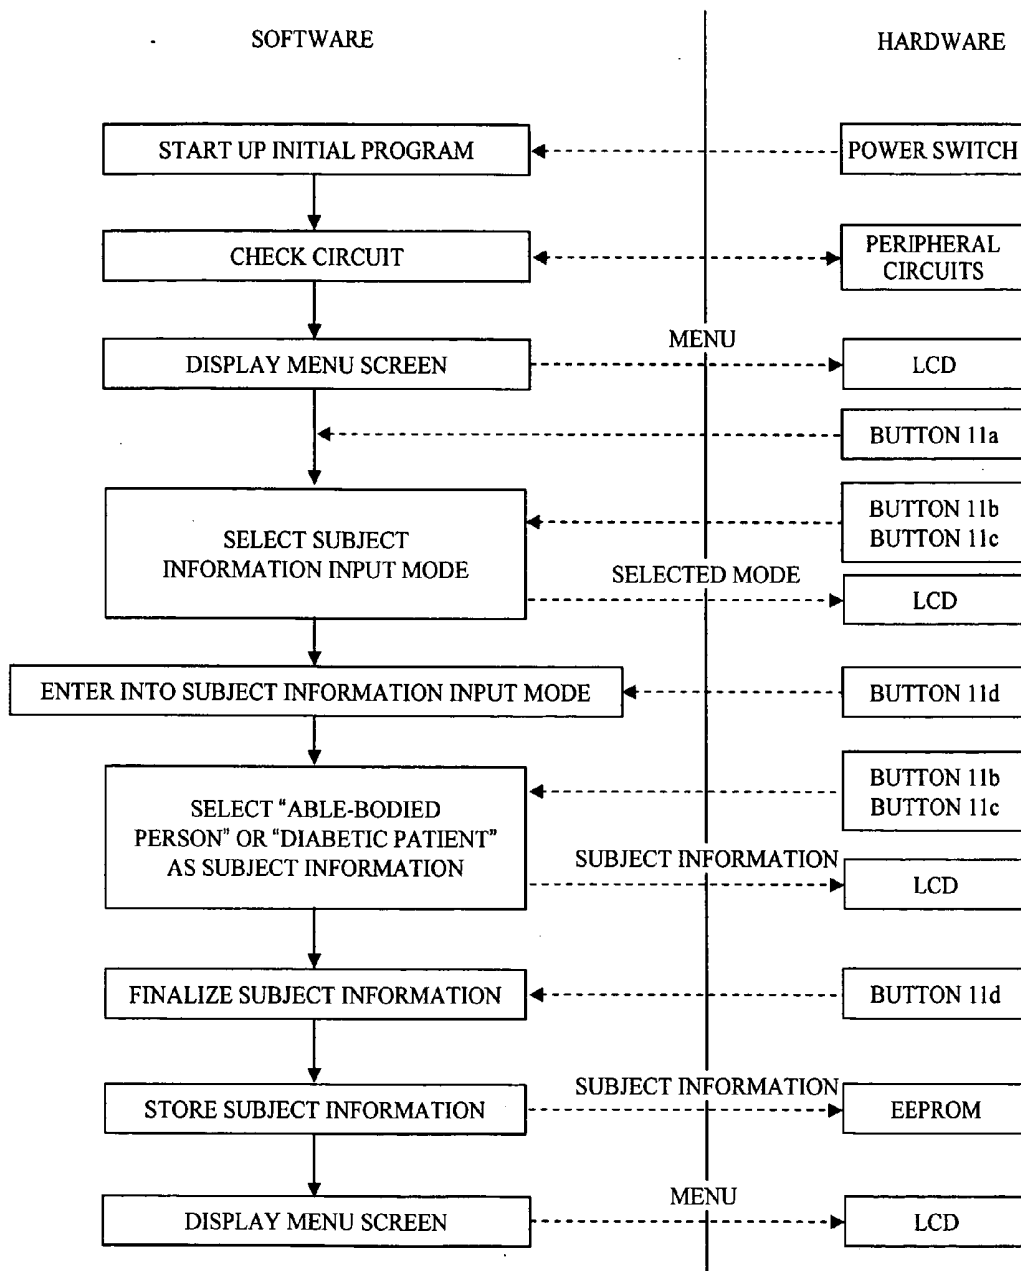 SOFTWARE
HARDWARE
START UP INITIAL PROGRAM
POWER SWITCH
CHECK CIRCUIT
PERIPHERAL
CIRCUITS
MENU
DISPLAY MENU SCREEN
LCD
BUTTON 11a
SELECT SUBJECT
INFORMATION INPUT MODE
BUTTON 11b
BUTTON 11c
SELECTED MODE
LCD
ENTER INTO SUBJECT INFORMATION INPUT MODE
BUTTON 11d
SELECT “ABLE-BODIED
PERSON” OR “DIABETIC PATIENT”
AS SUBJECT INFORMATION
BUTTON 11b
BUTTON 11c
SUBJECT INFORMATION
LCD
FINALIZE SUBJECT INFORMATION
BUTTON 11d
SUBJECT INFORMATION
STORE SUBJECT INFORMATION
EEPROM
MENU
DISPLAY MENU SCREEN
LCD